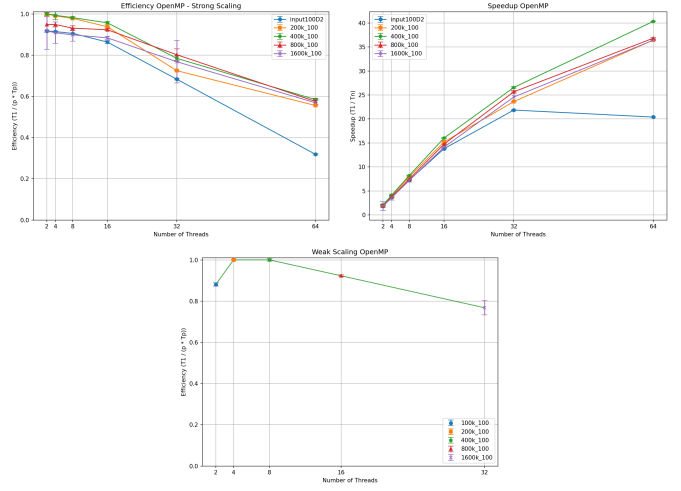 Efficiency OpenMP - Strong Scaling
1.0
0.8
0.6
0.4
0.2
0.0
Efficiency (T1 / (p * Tp))
2 4 8 16 32 64
Number of Threads
input100D2
200k_100
400k_100
800k_100
1600k_100
Speedup OpenMP
40
35
30
25
20
15
10
5
0
Speedup (T1 / Tn)
2 4 8 16 32 64
Number of Threads
input100D2
200k_100
400k_100
800k_100
1600k_100
Weak Scaling OpenMP
1.0
0.8
0.6
0.4
0.2
0.0
Efficiency (T1 / (p * Tp))
2 4 8 16 32
Number of Threads
100k_100
200k_100
400k_100
800k_100
1600k_100